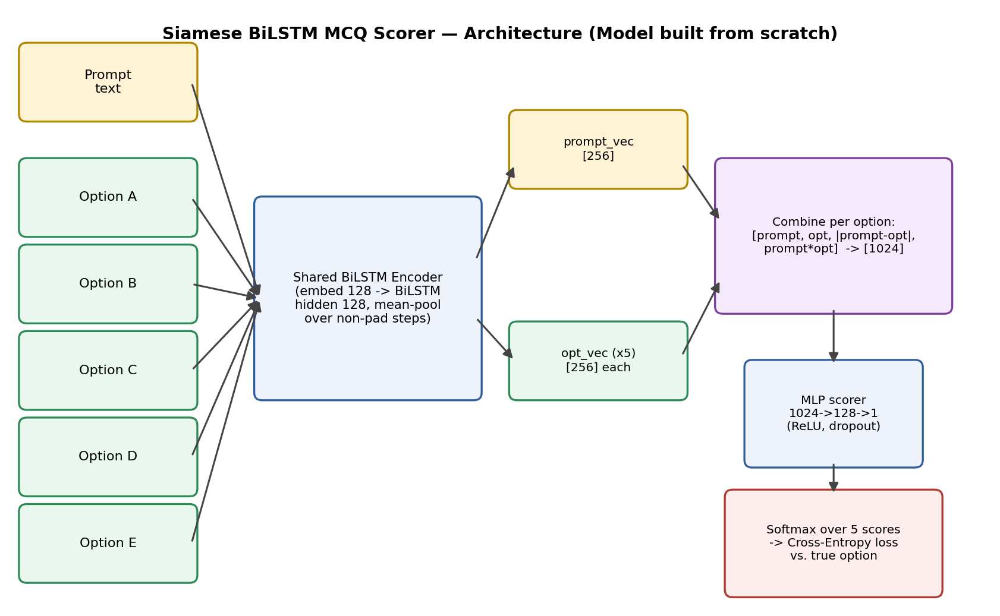 Siamese BiLSTM MCQ Scorer — Architecture (Model built from scratch)
Prompt
text
Option A
Option B
Option C
Option D
Option E
Shared BiLSTM Encoder
(embed 128 -> BiLSTM
hidden 128, mean-pool
over non-pad steps)
prompt_vec
[256]
opt_vec (x5)
[256] each
Combine per option:
[prompt, opt, |prompt-opt|,
prompt*opt]  -> [1024]
MLP scorer
1024->128->1
(ReLU, dropout)
Softmax over 5 scores
-> Cross-Entropy loss
vs. true option